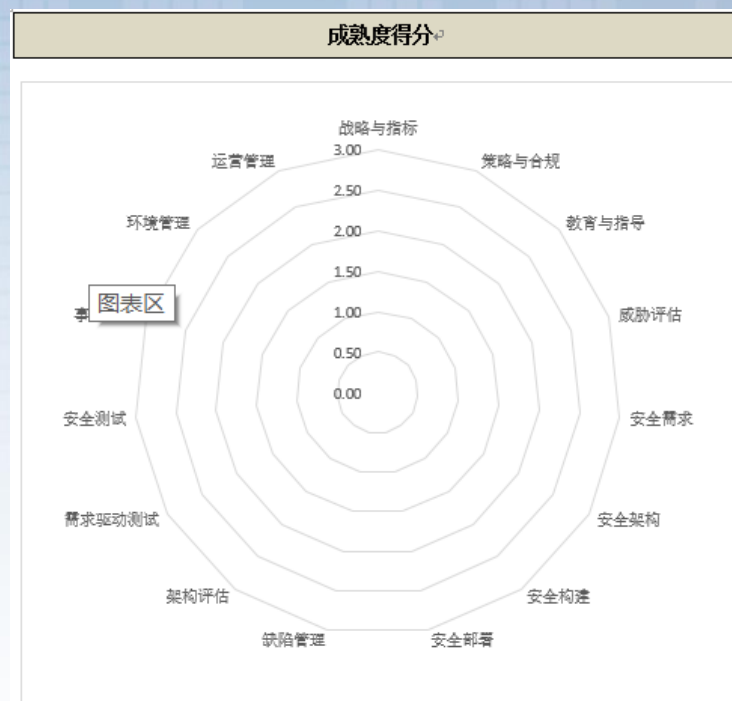 成熟度得分
战略与指标
3.00
运营管理
策略与合规
2.50
环境管理
教育与指导
2.00
1.50
图表区
事
威胁评估
1.00
0.50
0.00
安全测试
安全需求
需求驱动测试
安全架构
架构评估
安全构建
缺陷管理
安全部署